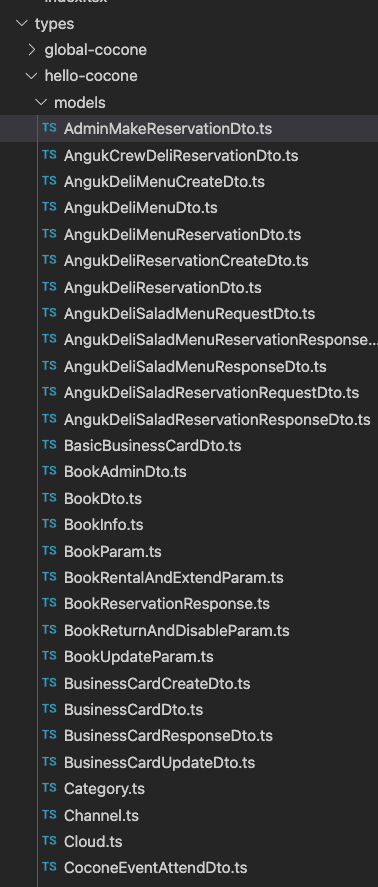 types
global-cocone
hello-cocone
models
TS AdminMakeReservationDto.ts
TS AngukCrewDeliReservationDto.ts
TS AngukDeliMenuCreateDto.ts
TS AngukDeliMenuDto.ts
TS AngukDeliMenuReservationDto.ts
TS AngukDeliReservationCreateDto.ts
TS AngukDeliReservationDto.ts
TS AngukDeliSaladMenuRequestDto.ts
TS AngukDeliSaladMenuReservationResponse...
TS AngukDeliSaladMenuResponseDto.ts
TS AngukDeliSaladReservationRequestDto.ts
TS AngukDeliSaladReservationResponseDto.ts
TS BasicBusinessCardDto.ts
TS BookAdminDto.ts
TS BookDto.ts
TS BookInfo.ts
TS BookParam.ts
TS BookRentalAndExtendParam.ts
TS BookReservationResponse.ts
TS BookReturnAndDisableParam.ts
TS BookUpdateParam.ts
TS BusinessCardCreateDto.ts
TS BusinessCardDto.ts
TS BusinessCardResponseDto.ts
TS BusinessCardUpdateDto.ts
TS Category.ts
TS Channel.ts
TS Cloud.ts
TS CoconeEventAttendDto.ts